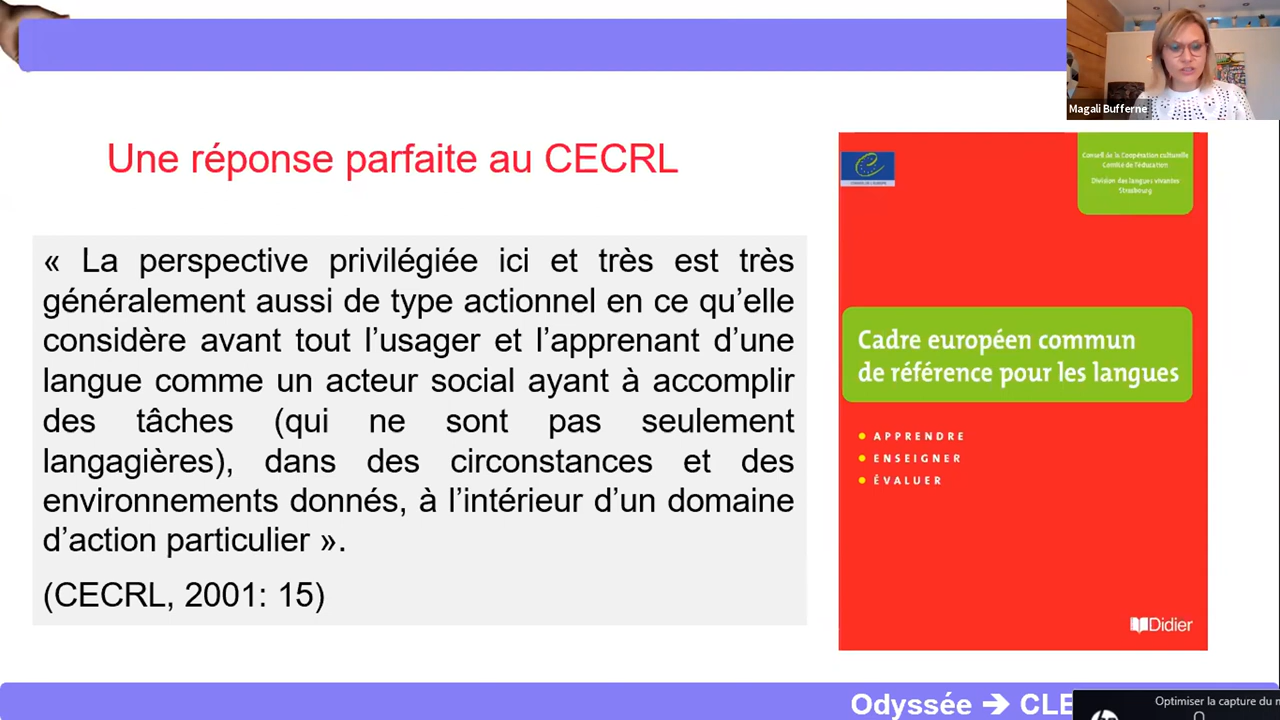 Magali Bufferne
Une réponse parfaite au CECRL
« La perspective privilégiée ici et très est très
généralement aussi de type actionnel en ce qu’elle
considère avant tout l’usager et l’apprenant d’une
langue comme un acteur social ayant à accomplir
des tâches (qui ne sont pas seulement
langagières), dans des circonstances et des
environnements donnés, à l’intérieur d’un domaine
d’action particulier ».
(CECRL, 2001: 15)
Conseil de la Coopération culturelle
Comité de l'éducation
Division des langues vivantes
Strasbourg
CONSEIL DE L'EUROPE
Cadre européen commun
de référence pour les langues
• APPRENDRE
• ENSEIGNER
• ÉVALUER
Didier
Odyssée → CLE
Optimiser la capture du m
hp